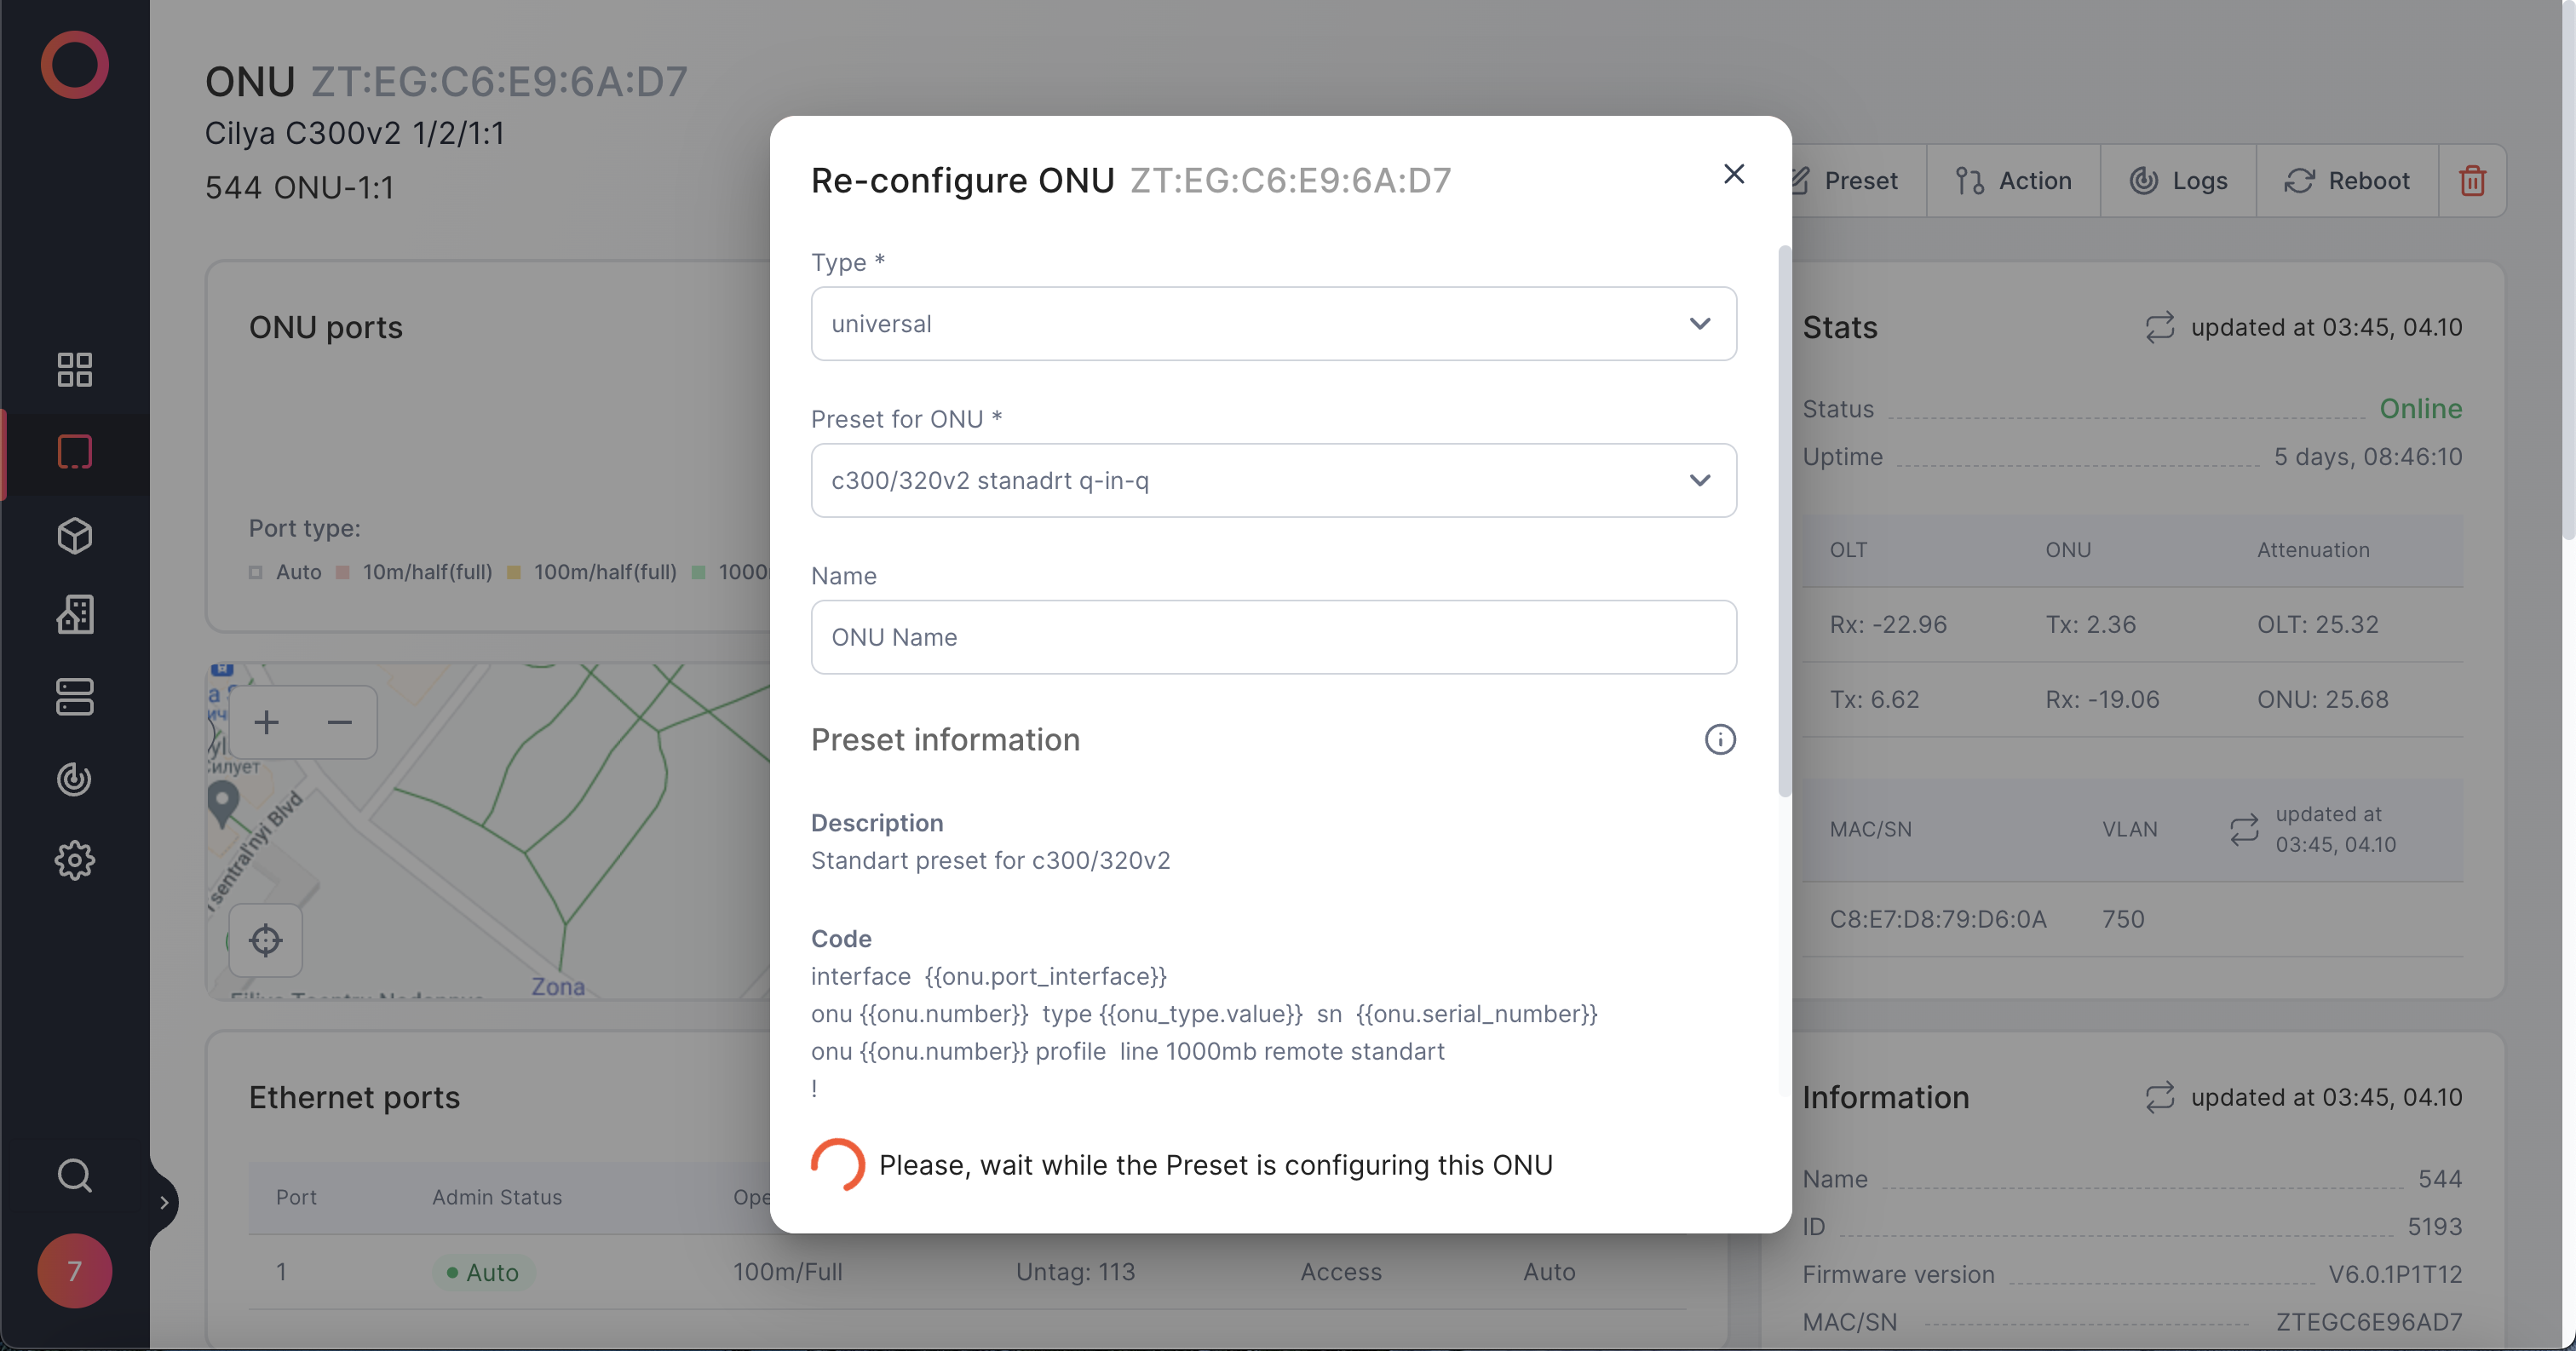 ONU ZT:EG:C6:E9:6A:D7
Cilya C300v2 1/2/1:1
544 ONU-1:1
Preset
Action
Logs
Reboot
ONU ports
Port type:
Auto
10m/half(full)
100m/half(full)
Tsentral'nyi Blvd
Zona
Ethernet ports
Port
Admin Status
1
Auto
100m/Full
Untag: 113
Access
Auto
7
Re-configure ONU ZT:EG:C6:E9:6A:D7
Type *
universal
Preset for ONU *
c300/320v2 stanadrt q-in-q
Name
ONU Name
Preset information
Description
Standart preset for c300/320v2
Code
interface {{onu.port_interface}}
onu {{onu.number}} type {{onu_type.value}} sn {{onu.serial_number}}
onu {{onu.number}} profile line 1000mb remote standart
!
Please, wait while the Preset is configuring this ONU
Stats
updated at 03:45, 04.10
Status
Online
Uptime
5 days, 08:46:10
OLT
ONU
Attenuation
Rx: -22.96
Tx: 2.36
OLT: 25.32
Tx: 6.62
Rx: -19.06
ONU: 25.68
MAC/SN
VLAN
updated at
03:45, 04.10
C8:E7:D8:79:D6:0A
750
Information
updated at 03:45, 04.10
Name
544
ID
5193
Firmware version
V6.0.1P1T12
MAC/SN
ZTEGC6E96AD7